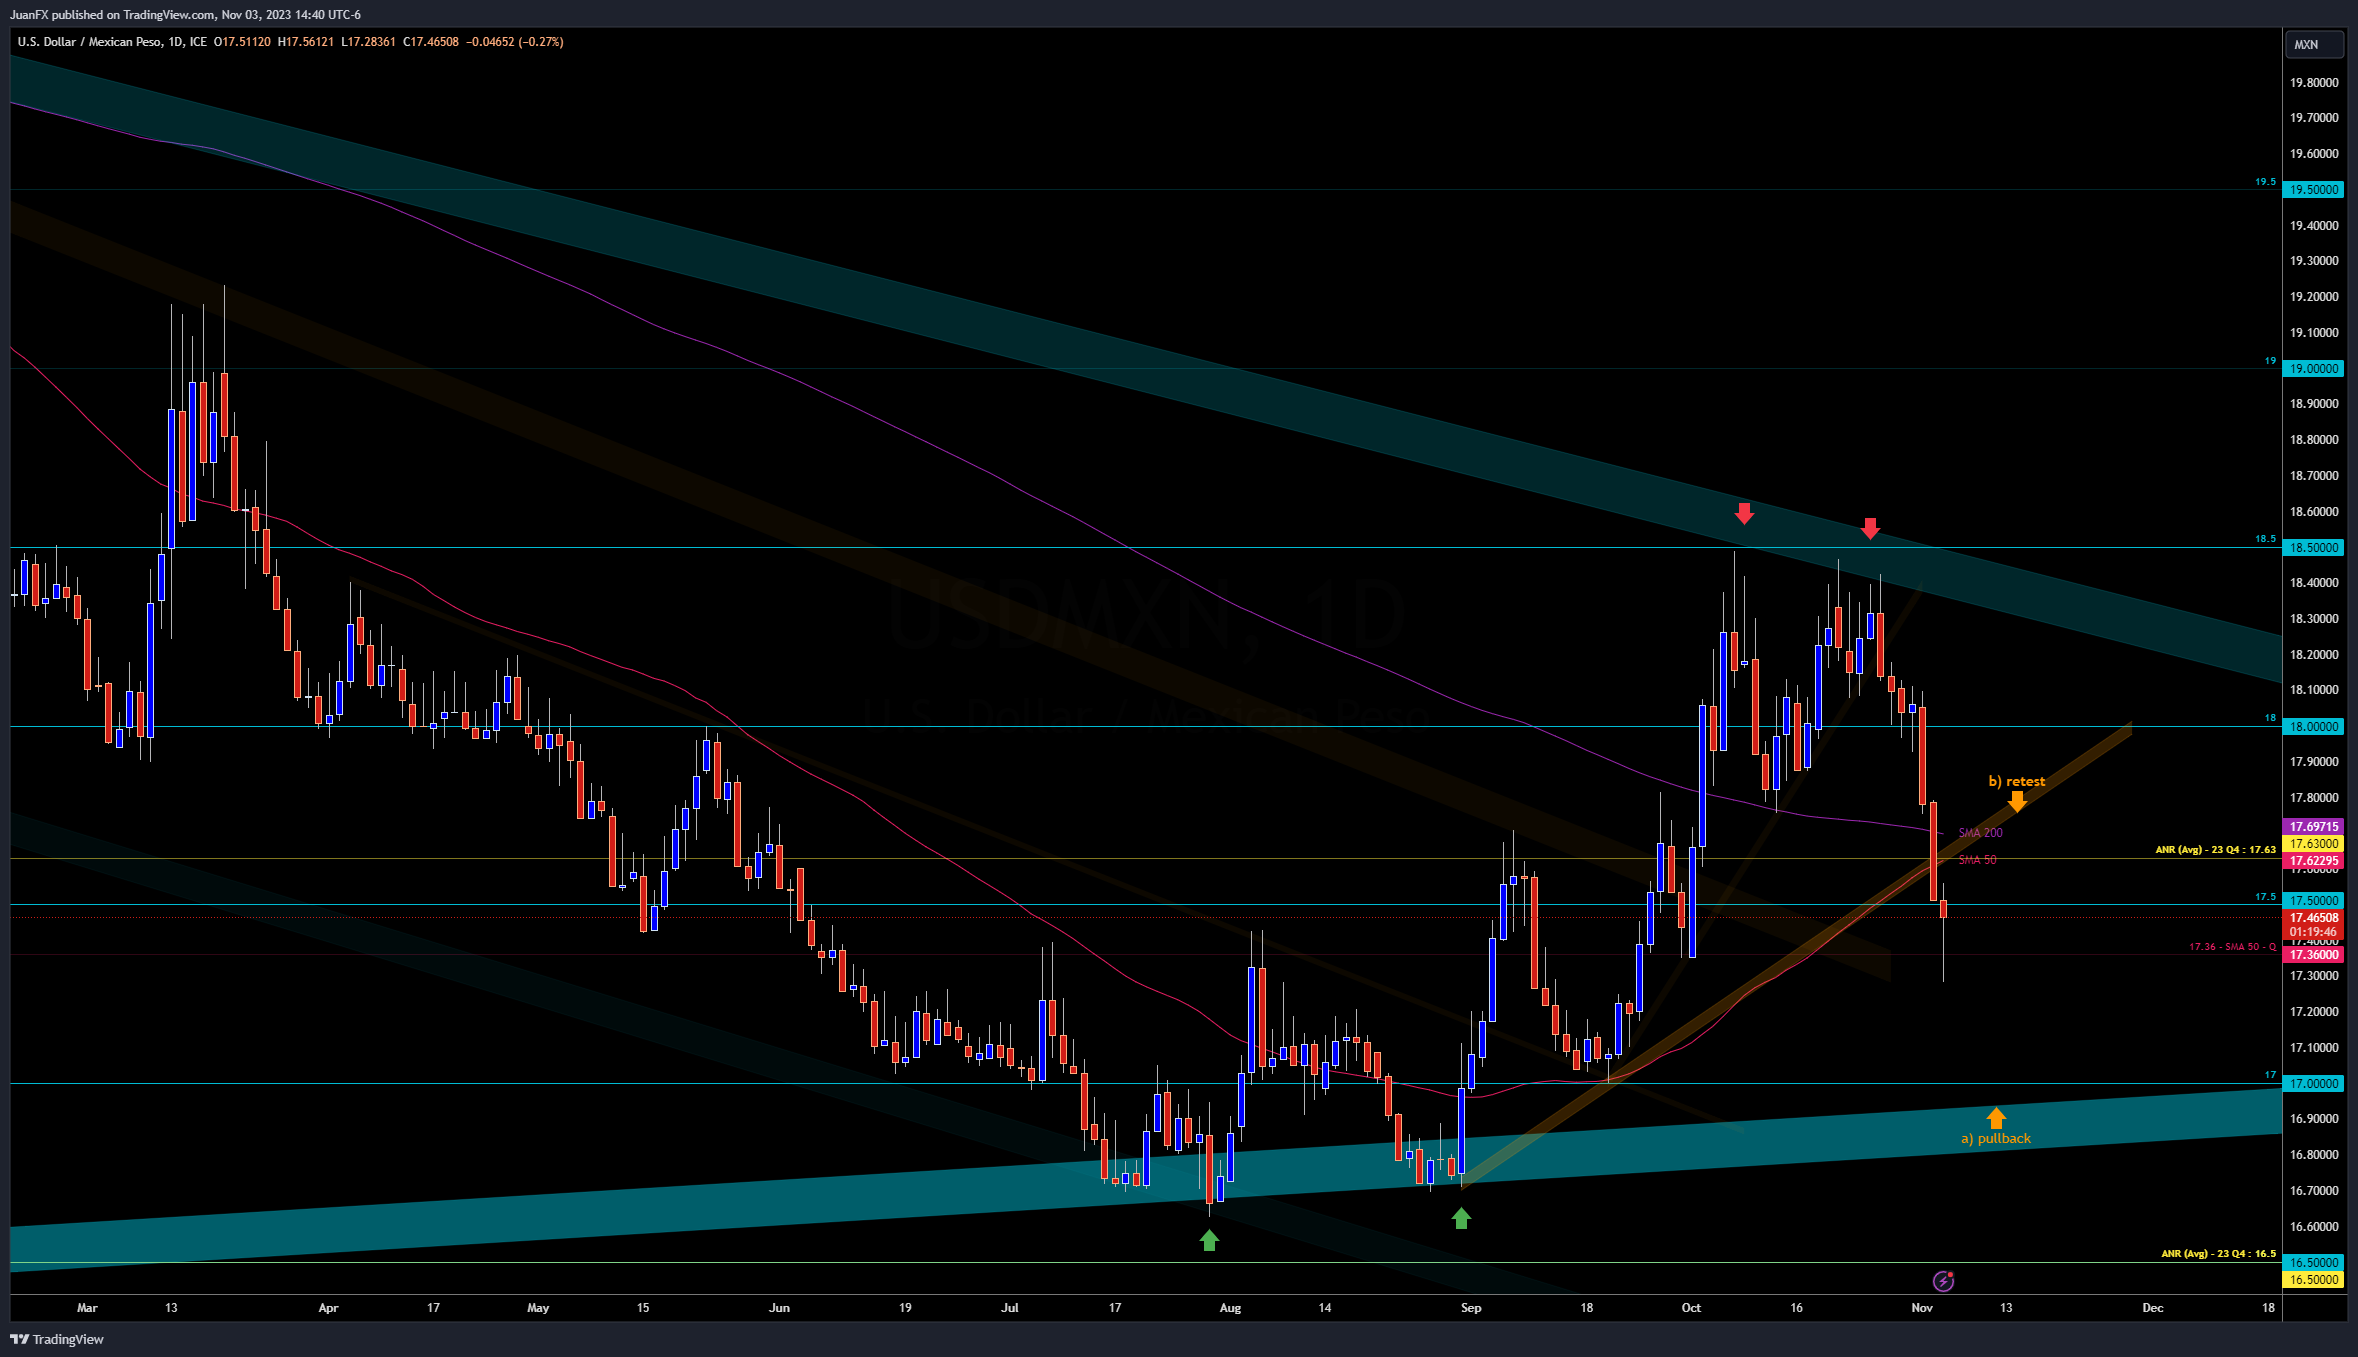 JuanFX published on TradingView.com, Nov 03, 2023 14:40 UTC-6
U.S. Dollar / Mexican Peso, 1D, ICE O17.51120 H17.56121 L17.28361 C17.46508 −0.04652 (−0.27%)
MXN
19.80000
19.70000
19.60000
19.5 19.50000
19.40000
19.30000
19.20000
19.10000
19 19.00000
18.90000
18.80000
18.70000
18.60000
18.5 18.50000
18.40000
18.30000
18.20000
18.10000
USDMXN, 1D
U.S. Dollar / Mexican Peso
18 18.00000
17.90000
b) retest
17.80000
17.69715
SMA 200
17.63000
ANR (Avg) - 23 Q4 : 17.63
SMA 50
17.62295
17.60000
17.5 17.50000
17.46508
01:19:46
17.40000
17.36 - SMA 50 - Q
17.36000
17.30000
17.20000
17.10000
17 17.00000
16.90000
a) pullback
16.80000
16.70000
16.60000
ANR (Avg) - 23 Q4 : 16.5
16.50000
16.50000
Mar 13 Apr 17 May 15 Jun 19 Jul 17 Aug 14 Sep 18 Oct 16 Nov 13 Dec 18
TradingView